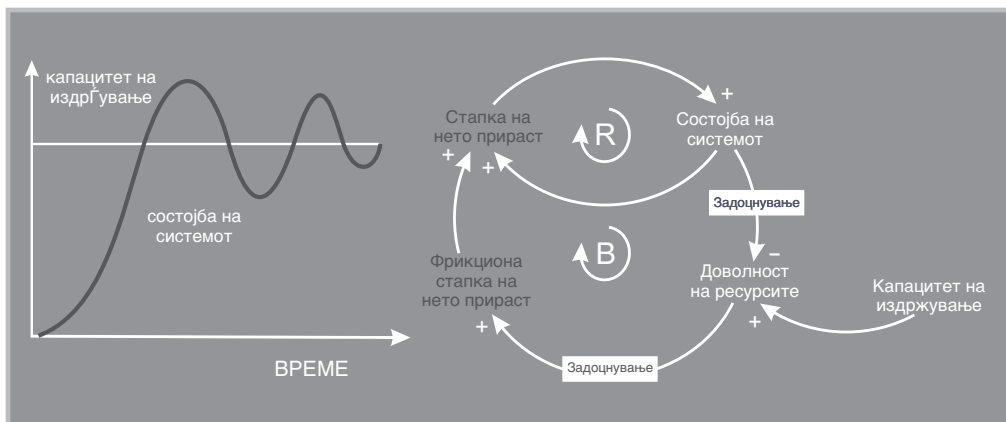 капацитет на
издрЃување
состојба на
системот
ВРЕМЕ
Стапка на
нето прираст
+
+
R
+
Состојба на
системот
Задоцнување
B
–
Доволност
на ресурсите
+
Капацитет на
издржување
Фрикциона
стапка на
нето прираст
+
Задоцнување